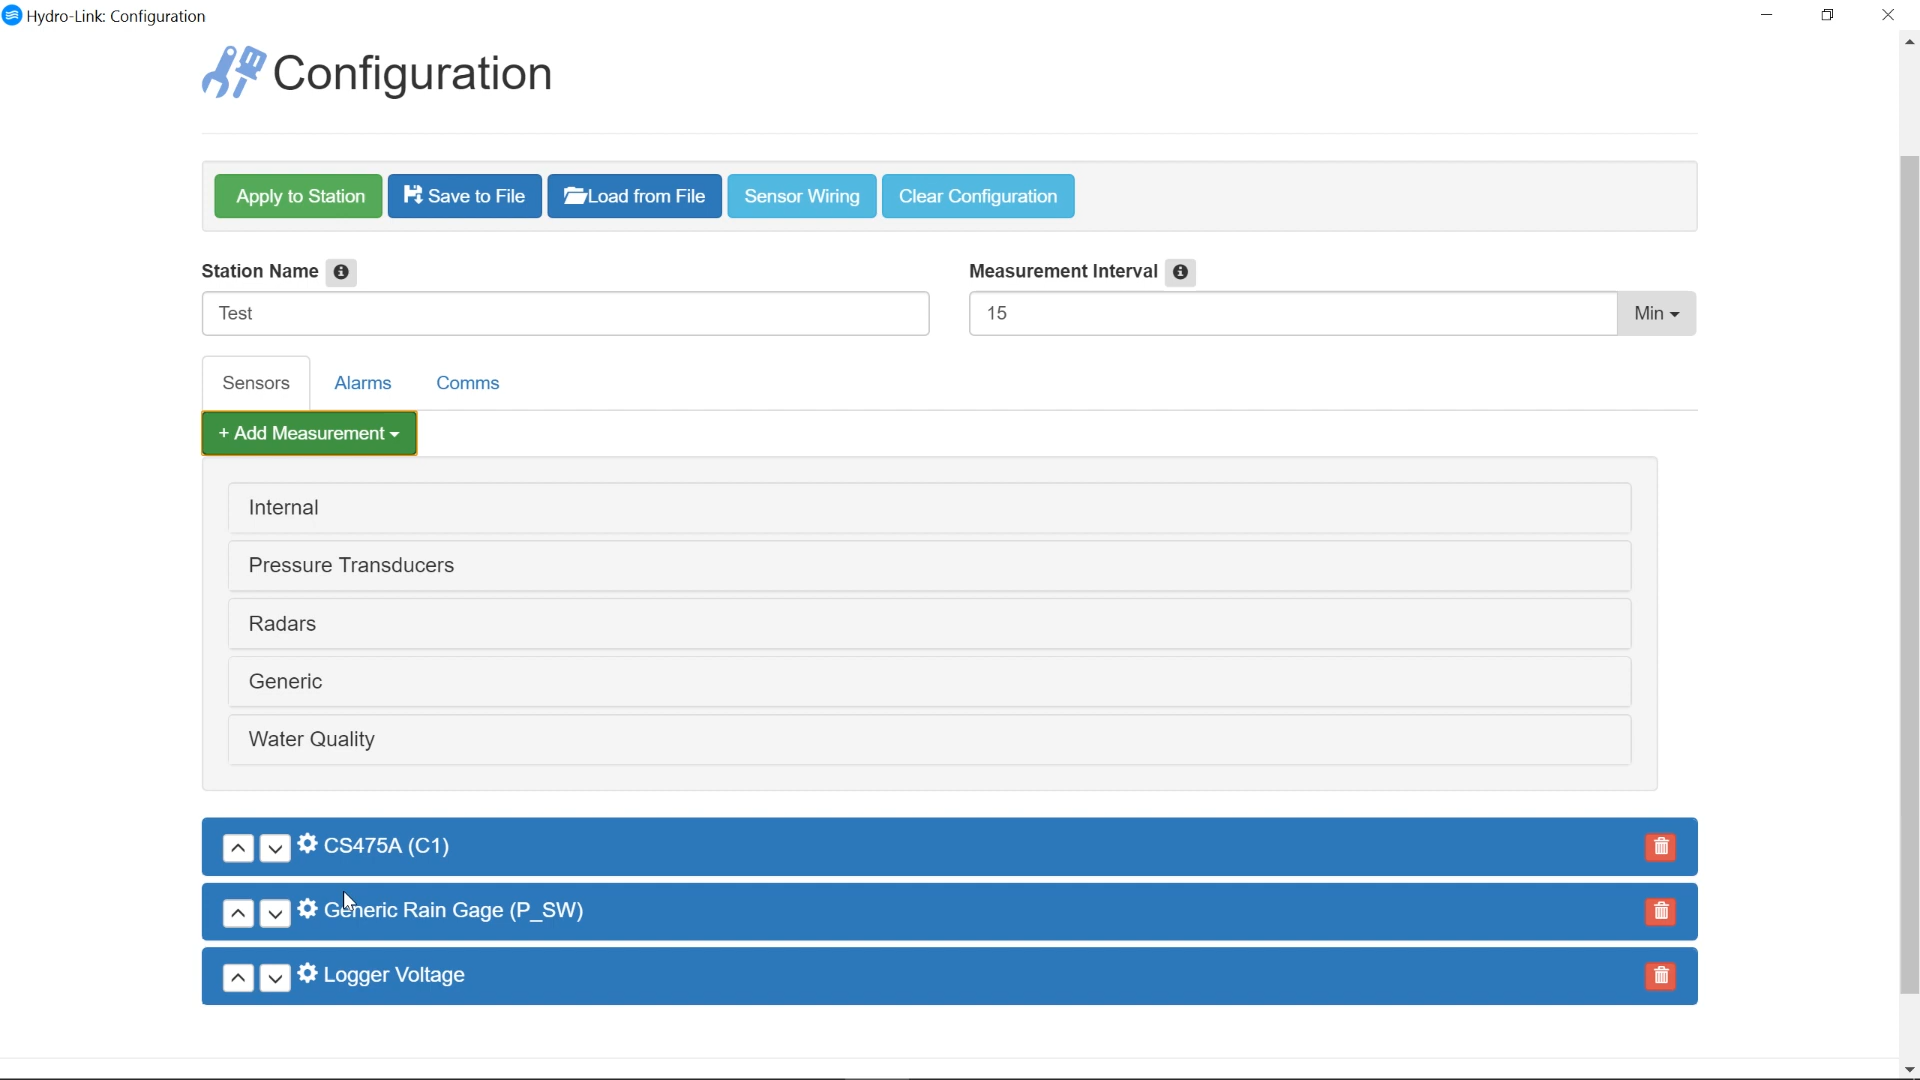 Hydro-Link: Configuration
Configuration
Apply to Station Save to File Load from File Sensor Wiring Clear Configuration
Station Name Measurement Interval
Test 15 Min
Sensors Alarms Comms
+ Add Measurement
Internal
Pressure Transducers
Radars
Generic
Water Quality
CS475A (C1)
Generic Rain Gage (P_SW)
Logger Voltage